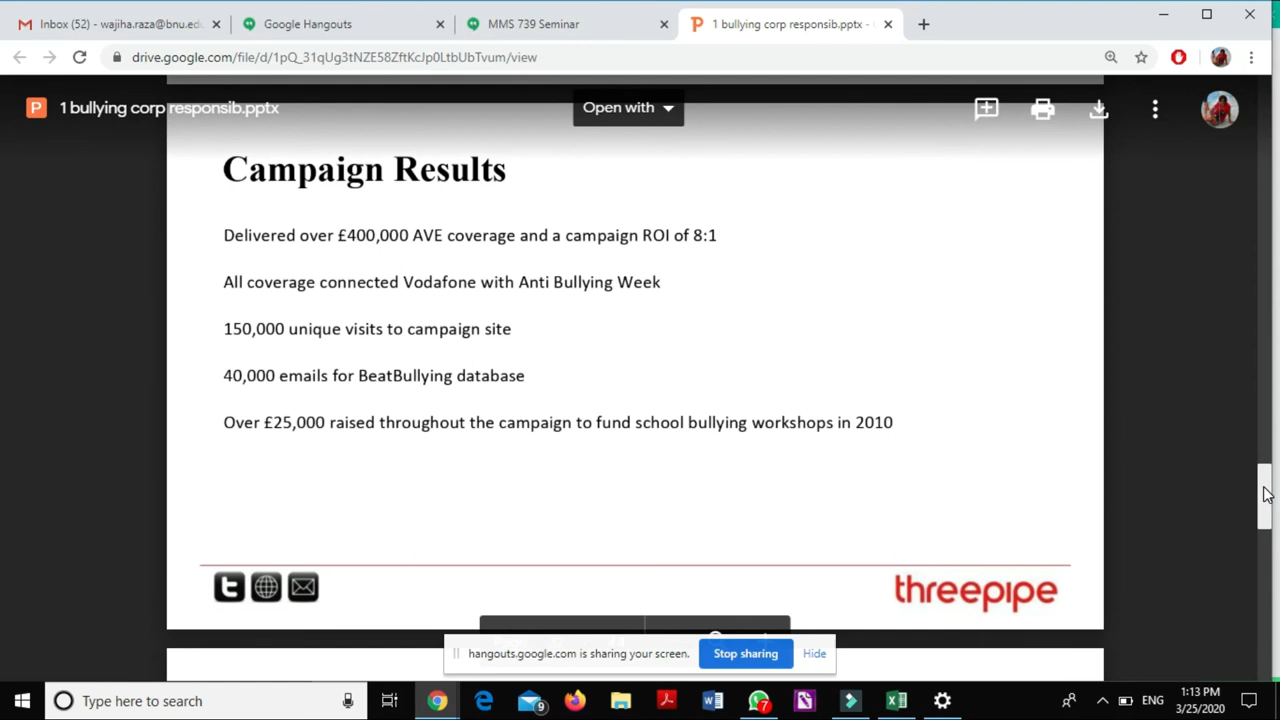 Inbox (52) - wajiha.raza@bnu.ed
Google Hangouts
MMS 739 Seminar
1 bullying corp responsib.pptx -
drive.google.com/file/d/1pQ_31qUg3tNZE58ZftKcJp0LtbUbTvum/view
1 bullying corp responsib.pptx
Open with
Campaign Results
Delivered over £400,000 AVE coverage and a campaign ROI of 8:1
All coverage connected Vodafone with Anti Bullying Week
150,000 unique visits to campaign site
40,000 emails for BeatBullying database
Over £25,000 raised throughout the campaign to fund school bullying workshops in 2010
threepipe
hangouts.google.com is sharing your screen.
Stop sharing
Hide
Type here to search
9
7
ENG
1:13 PM
3/25/2020